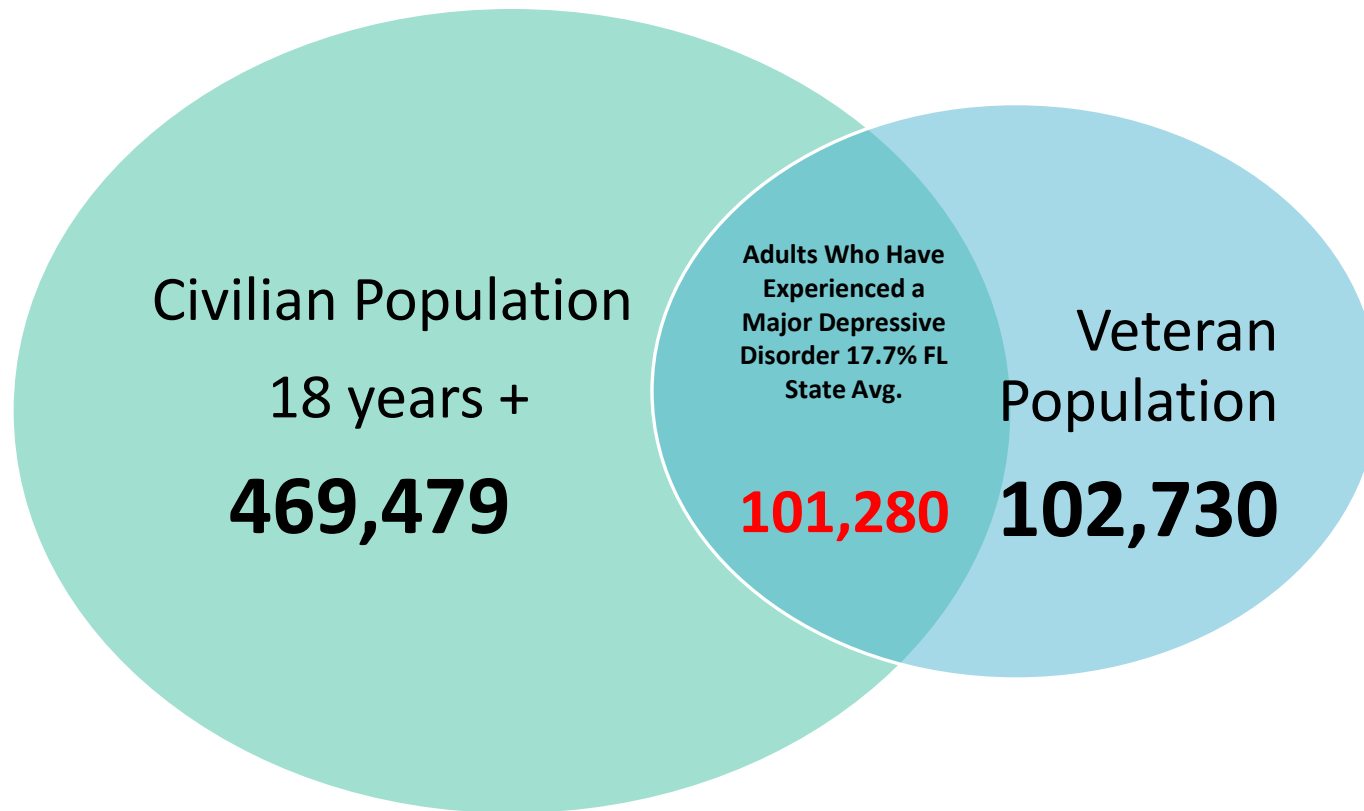 Civilian Population
18 years +
469,479
Adults Who Have
Experienced a
Major Depressive
Disorder 17.7% FL
State Avg.
101,280
Veteran
Population
102,730